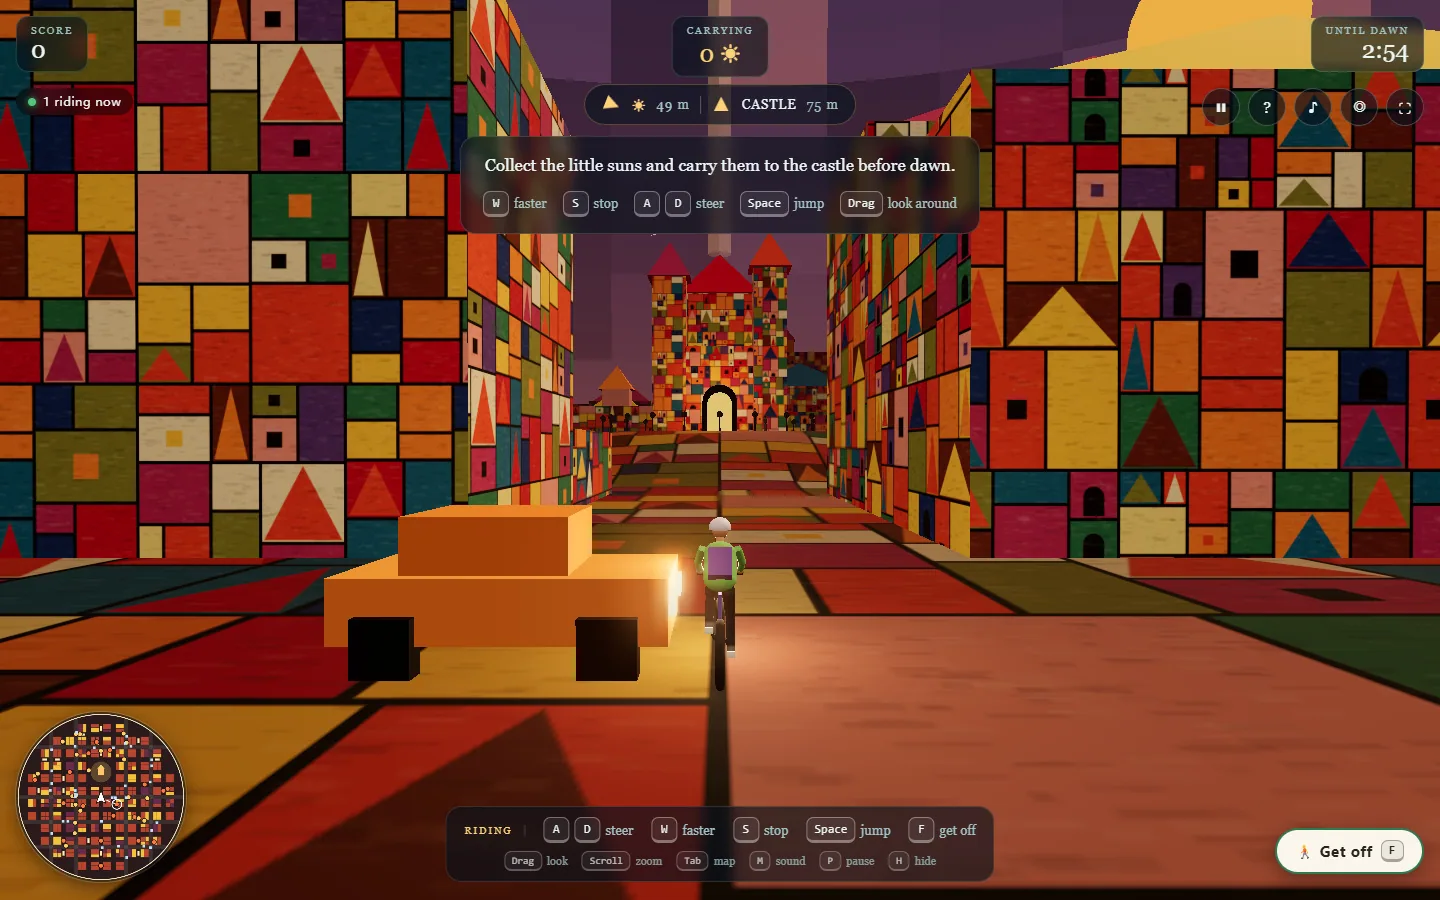 SCORE
0
1 riding now
CARRYING
0
49 m CASTLE 75 m
UNTIL DAWN
2:54
?
Collect the little suns and carry them to the castle before dawn.
W faster S stop A D steer Space jump Drag look around
RIDING A D steer W faster S stop Space jump F get off
Drag look Scroll zoom Tab map M sound P pause H hide
Get off F